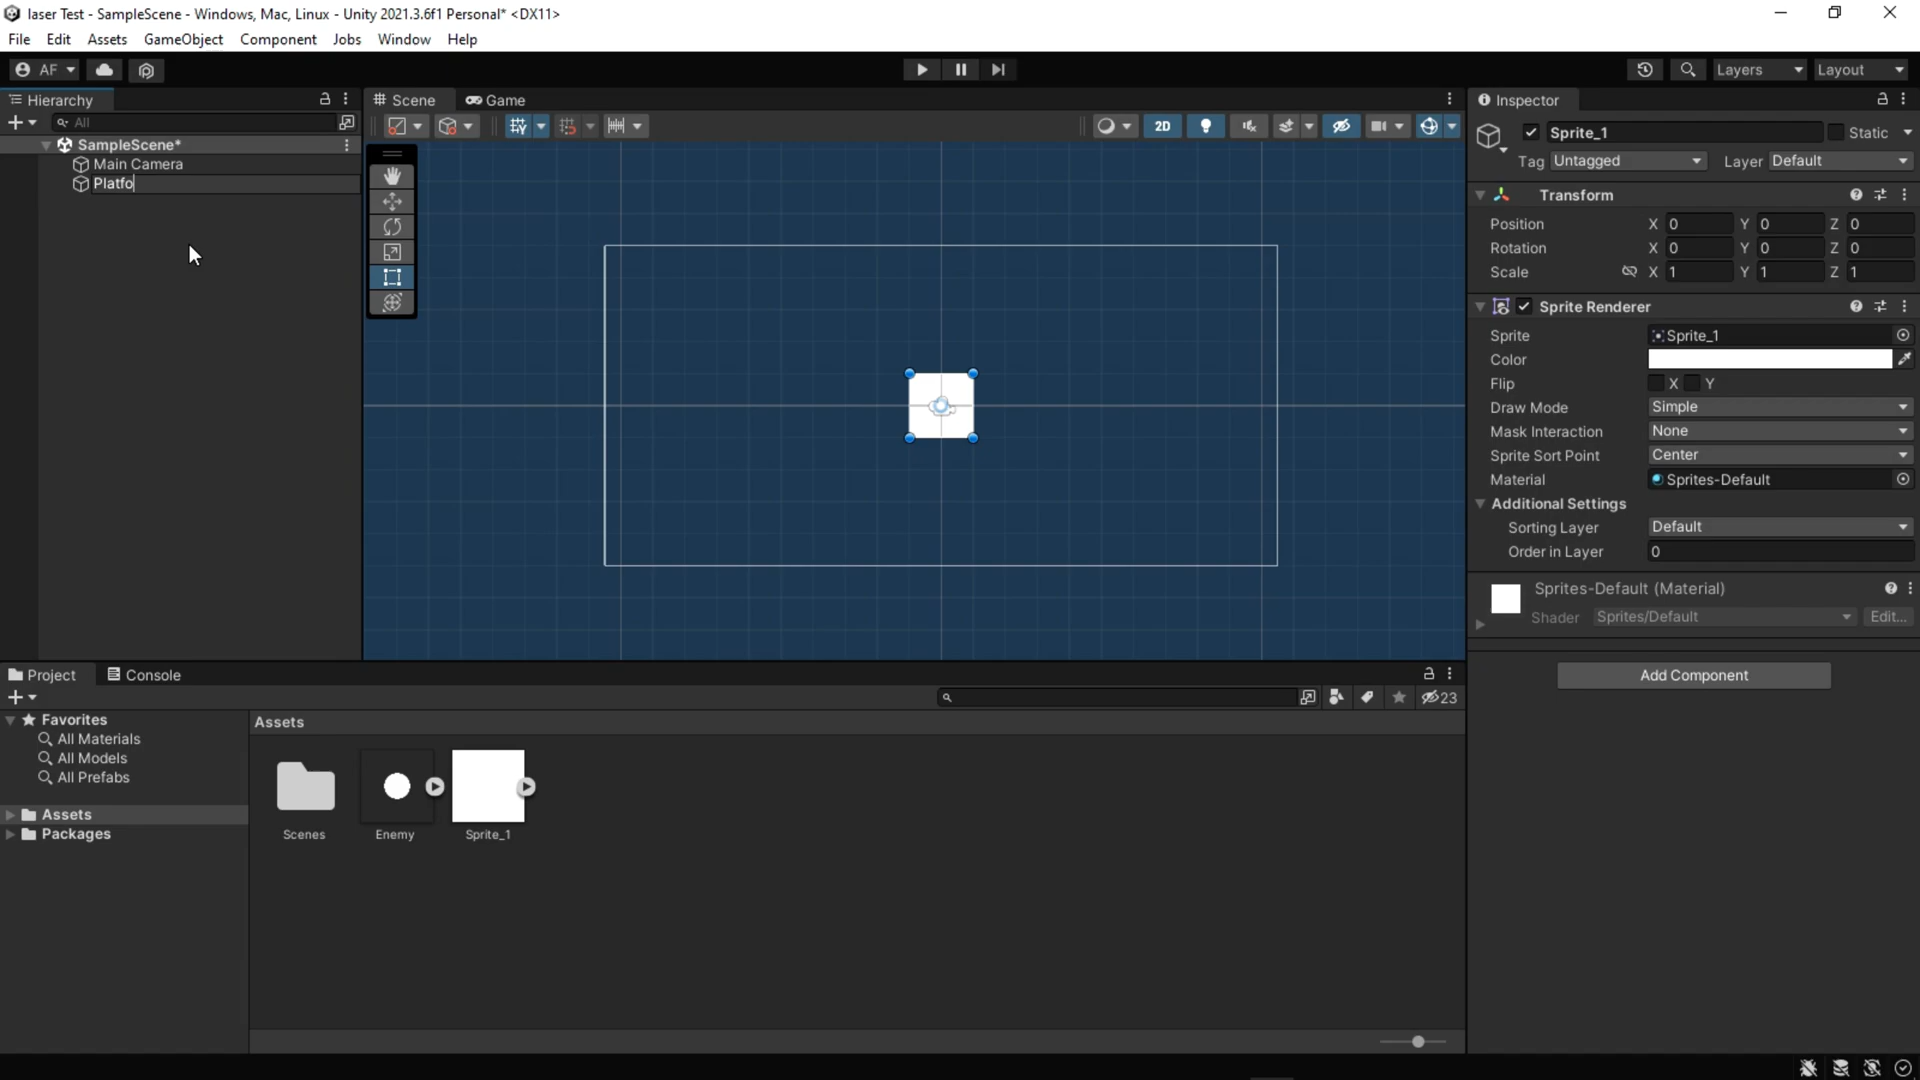 laser Test - SampleScene - Windows, Mac, Linux - Unity 2021.3.6f1 Personal* <DX11>
File Edit Assets GameObject Component Jobs Window Help
AF Layers Layout
Hierarchy
All
SampleScene*
Main Camera
Platfo
Scene Game
2D
Inspector
Sprite_1 Static
Tag Untagged Layer Default
Transform
Position X 0 Y 0 Z 0
Rotation X 0 Y 0 Z 0
Scale X 1 Y 1 Z 1
Sprite Renderer
Sprite Sprite_1
Color
Flip X Y
Draw Mode Simple
Mask Interaction None
Sprite Sort Point Center
Material Sprites-Default
Additional Settings
Sorting Layer Default
Order in Layer 0
Sprites-Default (Material)
Shader Sprites/Default Edit...
Add Component
Project Console
23
Favorites
All Materials
All Models
All Prefabs
Assets
Packages
Assets
Scenes Enemy Sprite_1